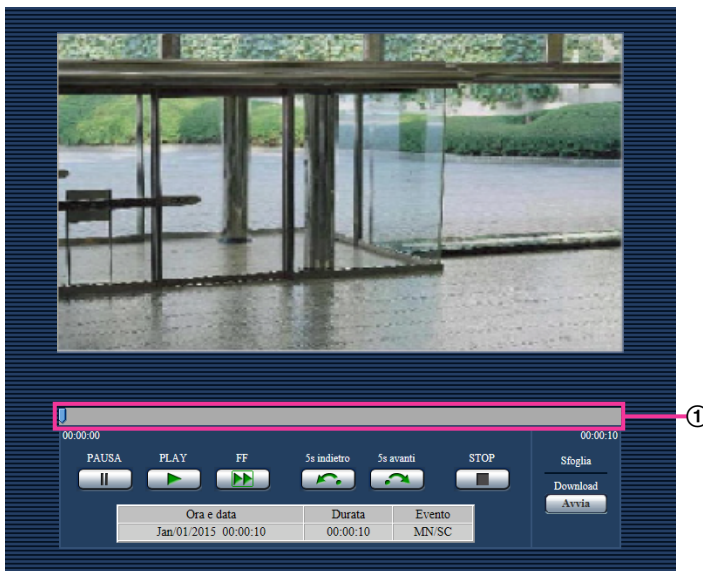 ①
00:00:00 00:00:10
PAUSA PLAY FF 5s indietro 5s avanti STOP
Sfoglia
Download
Avvia
Ora e data Durata Evento
Jan/01/2015 00:00:10 00:00:10 MN/SC